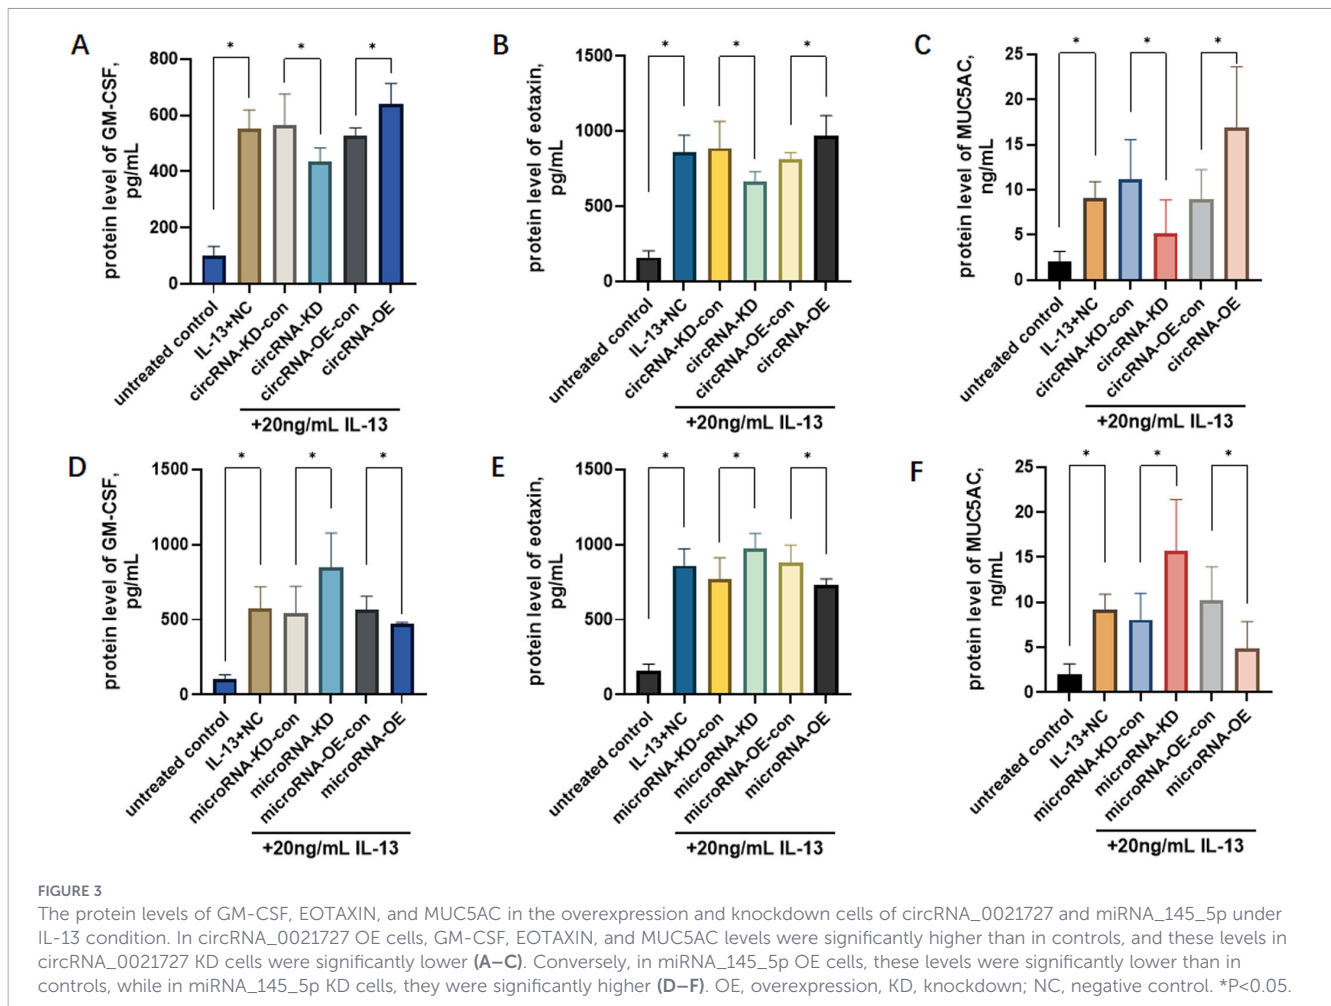 A
protein level of GM-CSF,
pg/mL
800
600
400
200
0
* * *
untreated control
IL-13+NC
circRNA-KD-con
circRNA-KD
circRNA-OE-con
circRNA-OE
+20ng/mL IL-13
B
protein level of eotaxin,
pg/mL
1500
1000
500
0
* * *
untreated control
IL-13+NC
circRNA-KD-con
circRNA-KD
circRNA-OE-con
circRNA-OE
+20ng/mL IL-13
C
protein level of MUC5AC,
ng/mL
25
20
15
10
5
0
* * *
untreated control
IL-13+NC
circRNA-KD-con
circRNA-KD
circRNA-OE-con
circRNA-OE
+20ng/mL IL-13
D
protein level of GM-CSF,
pg/mL
1500
1000
500
0
* * *
untreated control
IL-13+NC
microRNA-KD-con
microRNA-KD
microRNA-OE-con
microRNA-OE
+20ng/mL IL-13
E
protein level of eotaxin,
pg/mL
1500
1000
500
0
* * *
untreated control
IL-13+NC
microRNA-KD-con
microRNA-KD
microRNA-OE-con
microRNA-OE
+20ng/mL IL-13
F
protein level of MUC5AC,
ng/mL
25
20
15
10
5
0
* * *
untreated control
IL-13+NC
microRNA-KD-con
microRNA-KD
microRNA-OE-con
microRNA-OE
+20ng/mL IL-13
FIGURE 3
The protein levels of GM-CSF, EOTAXIN, and MUC5AC in the overexpression and knockdown cells of circRNA_0021727 and miRNA_145_5p under
IL-13 condition. In circRNA_0021727 OE cells, GM-CSF, EOTAXIN, and MUC5AC levels were significantly higher than in controls, and these levels in
circRNA_0021727 KD cells were significantly lower (A–C). Conversely, in miRNA_145_5p OE cells, these levels were significantly lower than in
controls, while in miRNA_145_5p KD cells, they were significantly higher (D–F). OE, overexpression, KD, knockdown; NC, negative control. *P<0.05.